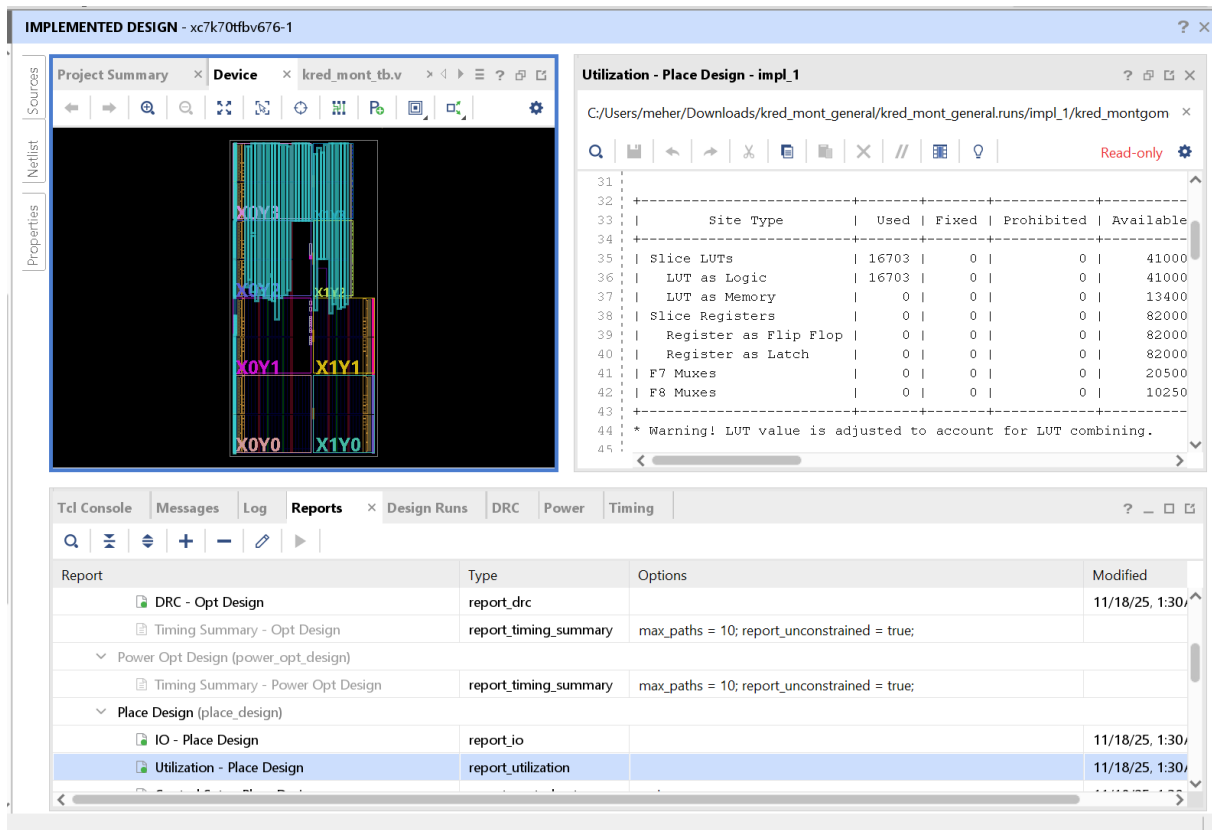 IMPLEMENTED DESIGN - xc7k70tfbv676-1
Sources
Netlist
Properties
Project Summary
Device
kred_mont_tb.v
X0Y3
X1Y3
X0Y2
X1Y2
X0Y1
X1Y1
X0Y0
X1Y0
Utilization - Place Design - impl_1
C:/Users/meher/Downloads/kred_mont_general/kred_mont_general.runs/impl_1/kred_montgom
Read-only
31
32 +-------------------------+-------+-------+------------+-----------
33 | Site Type | Used | Fixed | Prohibited | Available
34 +-------------------------+-------+-------+------------+-----------
35 | Slice LUTs | 16703 | 0 | 0 | 41000
36 | LUT as Logic | 16703 | 0 | 0 | 41000
37 | LUT as Memory | 0 | 0 | 0 | 13400
38 | Slice Registers | 0 | 0 | 0 | 82000
39 | Register as Flip Flop | 0 | 0 | 0 | 82000
40 | Register as Latch | 0 | 0 | 0 | 82000
41 | F7 Muxes | 0 | 0 | 0 | 20500
42 | F8 Muxes | 0 | 0 | 0 | 10250
43 +-------------------------+-------+-------+------------+-----------
44 * Warning! LUT value is adjusted to account for LUT combining.
45
Tcl Console Messages Log Reports Design Runs DRC Power Timing
Report Type Options Modified
DRC - Opt Design report_drc 11/18/25, 1:30
Timing Summary - Opt Design report_timing_summary max_paths = 10; report_unconstrained = true;
Power Opt Design (power_opt_design)
Timing Summary - Power Opt Design report_timing_summary max_paths = 10; report_unconstrained = true;
Place Design (place_design)
IO - Place Design report_io 11/18/25, 1:30
Utilization - Place Design report_utilization 11/18/25, 1:30